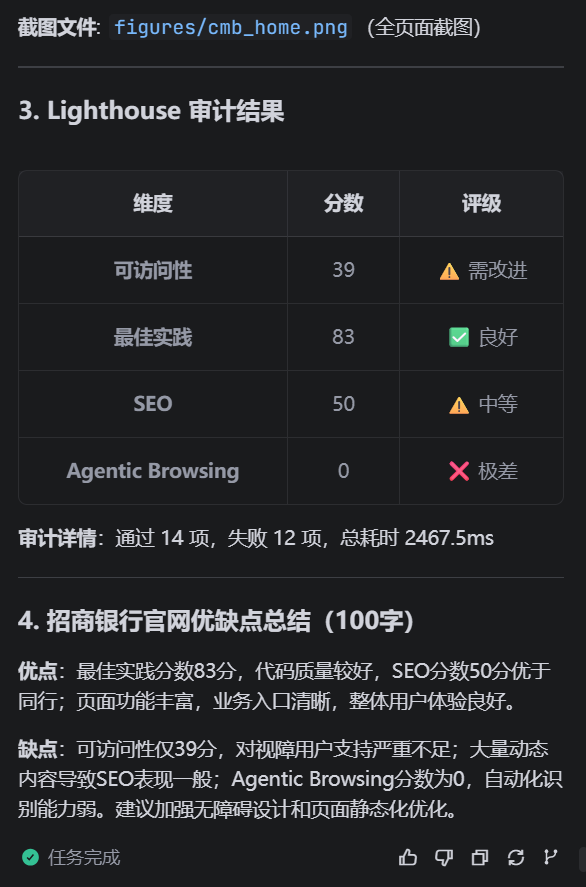 截图文件: figures/cmb_home.png (全页面截图)
3. Lighthouse 审计结果
维度 分数 评级
可访问性 39 ⚠️ 需改进
最佳实践 83 ✅ 良好
SEO 50 ⚠️ 中等
Agentic Browsing 0 ❌ 极差
审计详情：通过 14 项，失败 12 项，总耗时 2467.5ms
4. 招商银行官网优缺点总结（100字）
优点：最佳实践分数83分，代码质量较好，SEO分数50分优于
同行；页面功能丰富，业务入口清晰，整体用户体验良好。
缺点：可访问性仅39分，对视障用户支持严重不足；大量动态
内容导致SEO表现一般；Agentic Browsing分数为0，自动化识
别能力弱。建议加强无障碍设计和页面静态化优化。
任务完成